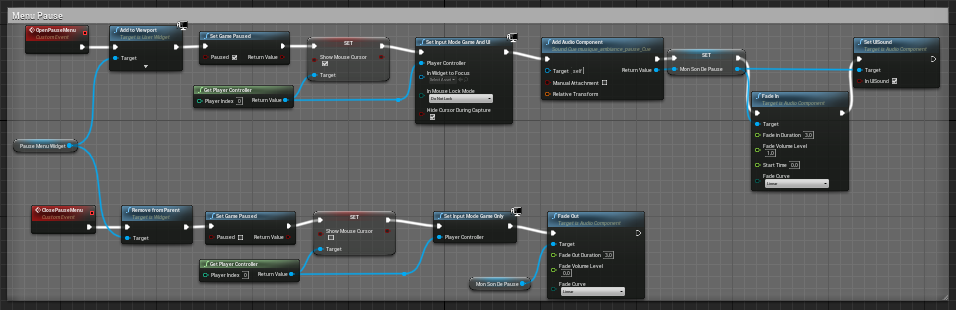 Menu Pause
OpenPauseMenu
Custom Event
Add to Viewport
Target is User Widget
Target
Set Game Paused
Paused
Return Value
SET
Show Mouse Cursor
Target
Get Player Controller
Player Index 0
Return Value
Set Input Mode Game And UI
Player Controller
In Widget to Focus
In Mouse Lock Mode
Do Not Lock
Hide Cursor During Capture
Add Audio Component
Target self
Return Value
Manual Attachment
Relative Transform
SET
Mon Son De Pause
Fade In
Target is Audio Component
Target
Fade In Duration 3,0
Fade Volume Level
1,0
Start Time 0,0
Fade Curve
Linear
Set UISound
Target is Audio Component
Target
In UISound
Pause Menu Widget
ClosePauseMenu
Custom Event
Remove from Parent
Target is Widget
Target
Set Game Paused
Paused
Return Value
SET
Show Mouse Cursor
Target
Get Player Controller
Player Index 0
Return Value
Set Input Mode Game Only
Player Controller
Mon Son De Pause
Fade Out
Target is Audio Component
Target
Fade Out Duration 3,0
Fade Volume Level
0,0
Fade Curve
Linear